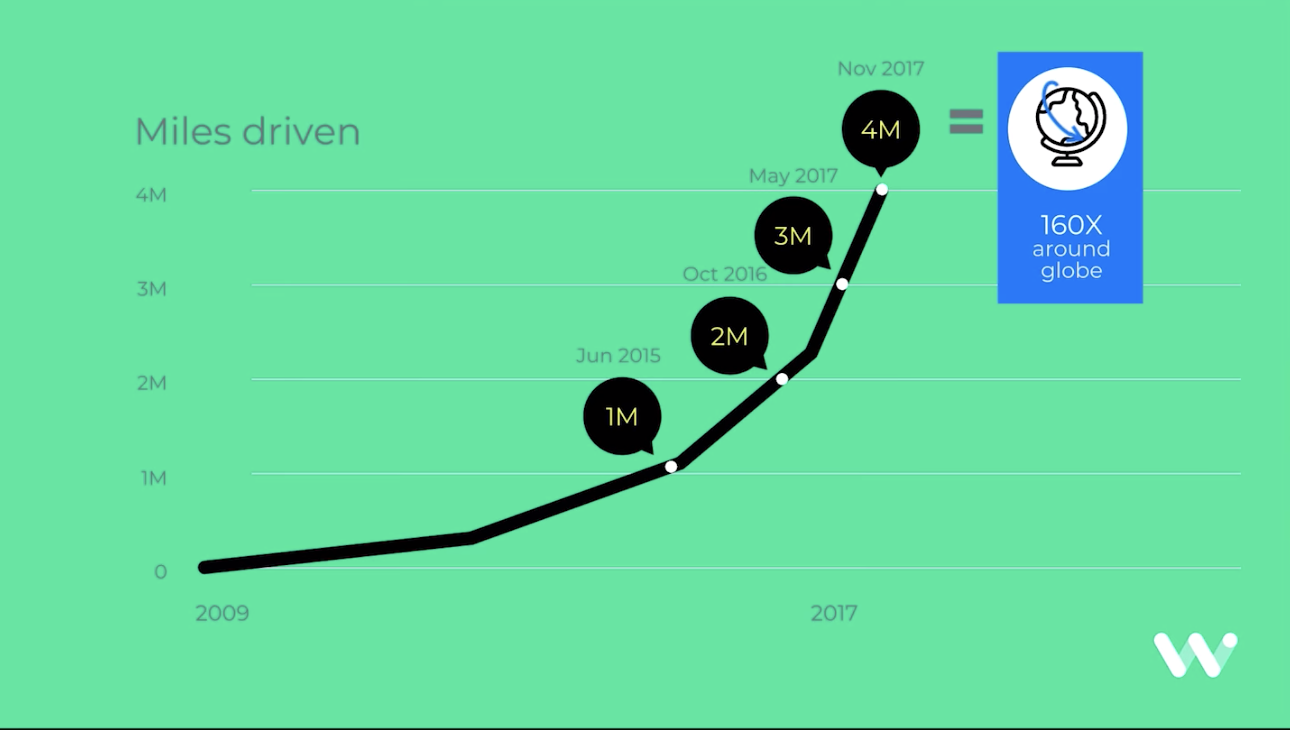 Nov 2017
4M
=
Miles driven
May 2017
4M
3M
160X
around
globe
Oct 2016
3M
2M
Jun 2015
2M
1M
1M
0
2009
2017
W